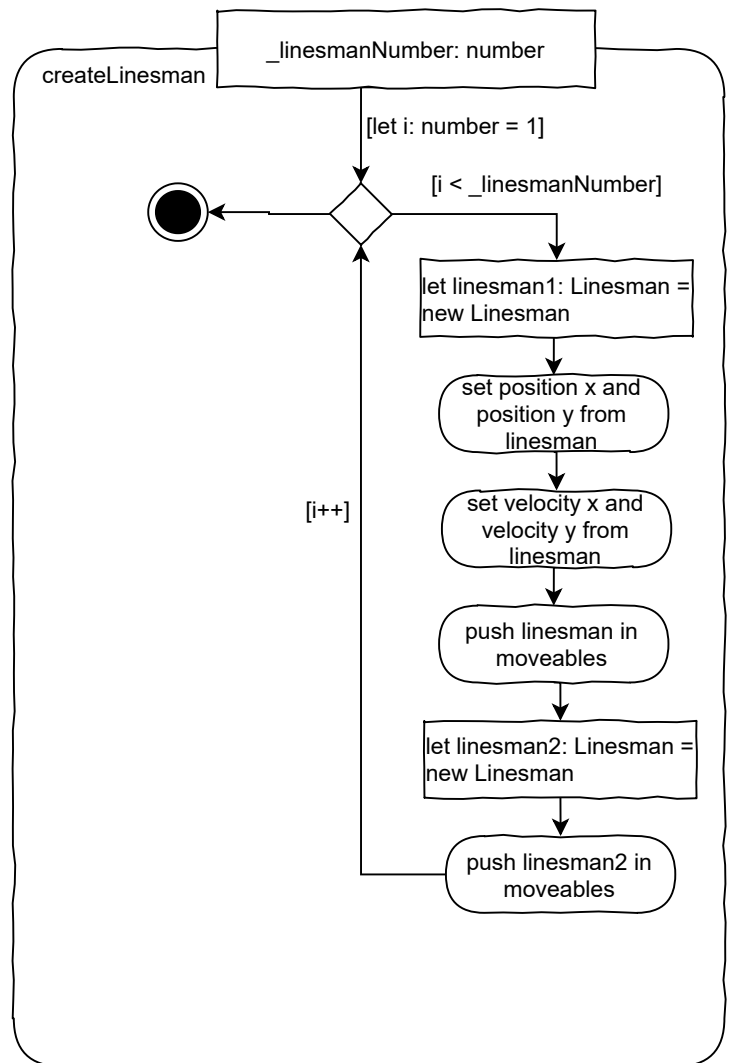 _linesmanNumber: number
createLinesman
[let i: number = 1]
[i < _linesmanNumber]
let linesman1: Linesman =
new Linesman
set position x and
position y from
linesman
set velocity x and
velocity y from
linesman
[i++]
push linesman in
moveables
let linesman2: Linesman =
new Linesman
push linesman2 in
moveables